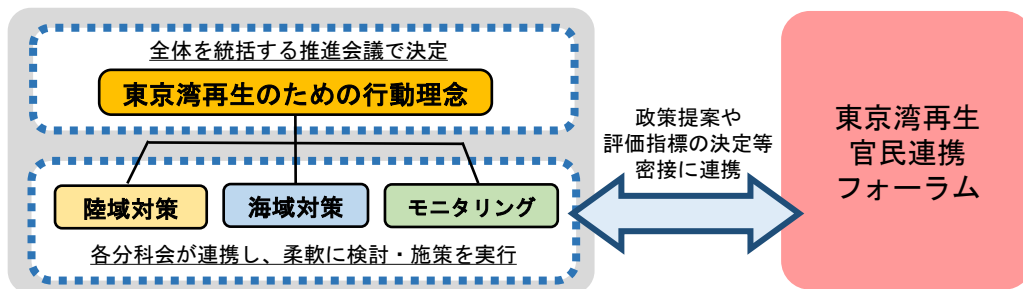 全体を統括する推進会議で決定
東京湾再生のための行動理念
陸域対策
海域対策
モニタリング
各分科会が連携し、柔軟に検討・施策を実行
政策提案や
評価指標の決定等
密接に連携
東京湾再生
官民連携
フォーラム